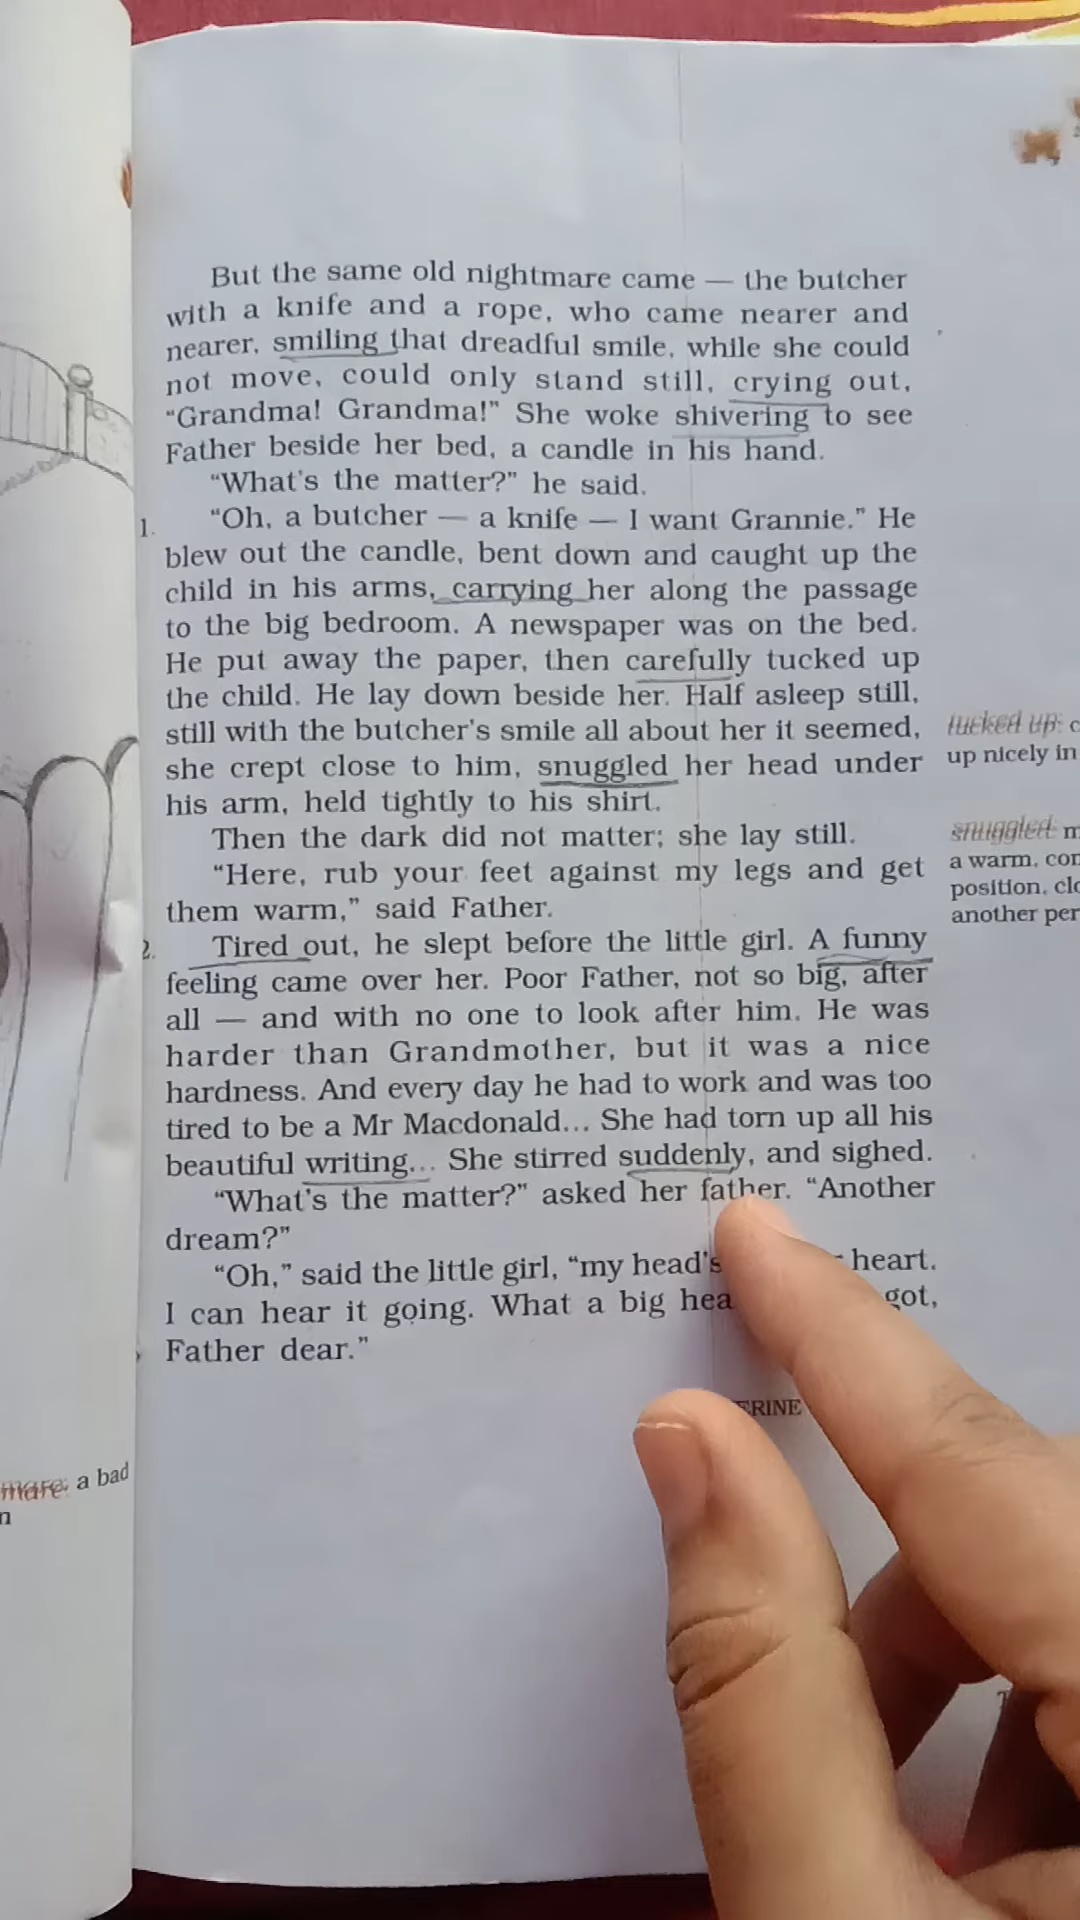 But the same old nightmare came — the butcher
with a knife and a rope, who came nearer and
nearer, smiling that dreadful smile, while she could
not move, could only stand still, crying out,
“Grandma! Grandma!” She woke shivering to see
Father beside her bed, a candle in his hand.
“What's the matter?” he said.
1. “Oh, a butcher — a knife — I want Grannie.” He
blew out the candle, bent down and caught up the
child in his arms, carrying her along the passage
to the big bedroom. A newspaper was on the bed.
He put away the paper, then carefully tucked up
the child. He lay down beside her. Half asleep still,
still with the butcher's smile all about her it seemed,
she crept close to him, snuggled her head under
his arm, held tightly to his shirt.
Then the dark did not matter; she lay still.
“Here, rub your feet against my legs and get
them warm,” said Father.
2. Tired out, he slept before the little girl. A funny
feeling came over her. Poor Father, not so big, after
all — and with no one to look after him. He was
harder than Grandmother, but it was a nice
hardness. And every day he had to work and was too
tired to be a Mr Macdonald... She had torn up all his
beautiful writing... She stirred suddenly, and sighed.
“What's the matter?” asked her father. “Another
dream?”
“Oh,” said the little girl, “my head's heart.
I can hear it going. What a big got,
Father dear.”
tucked up:
up nicely in
snuggled:
a warm,
position,
another
a bad